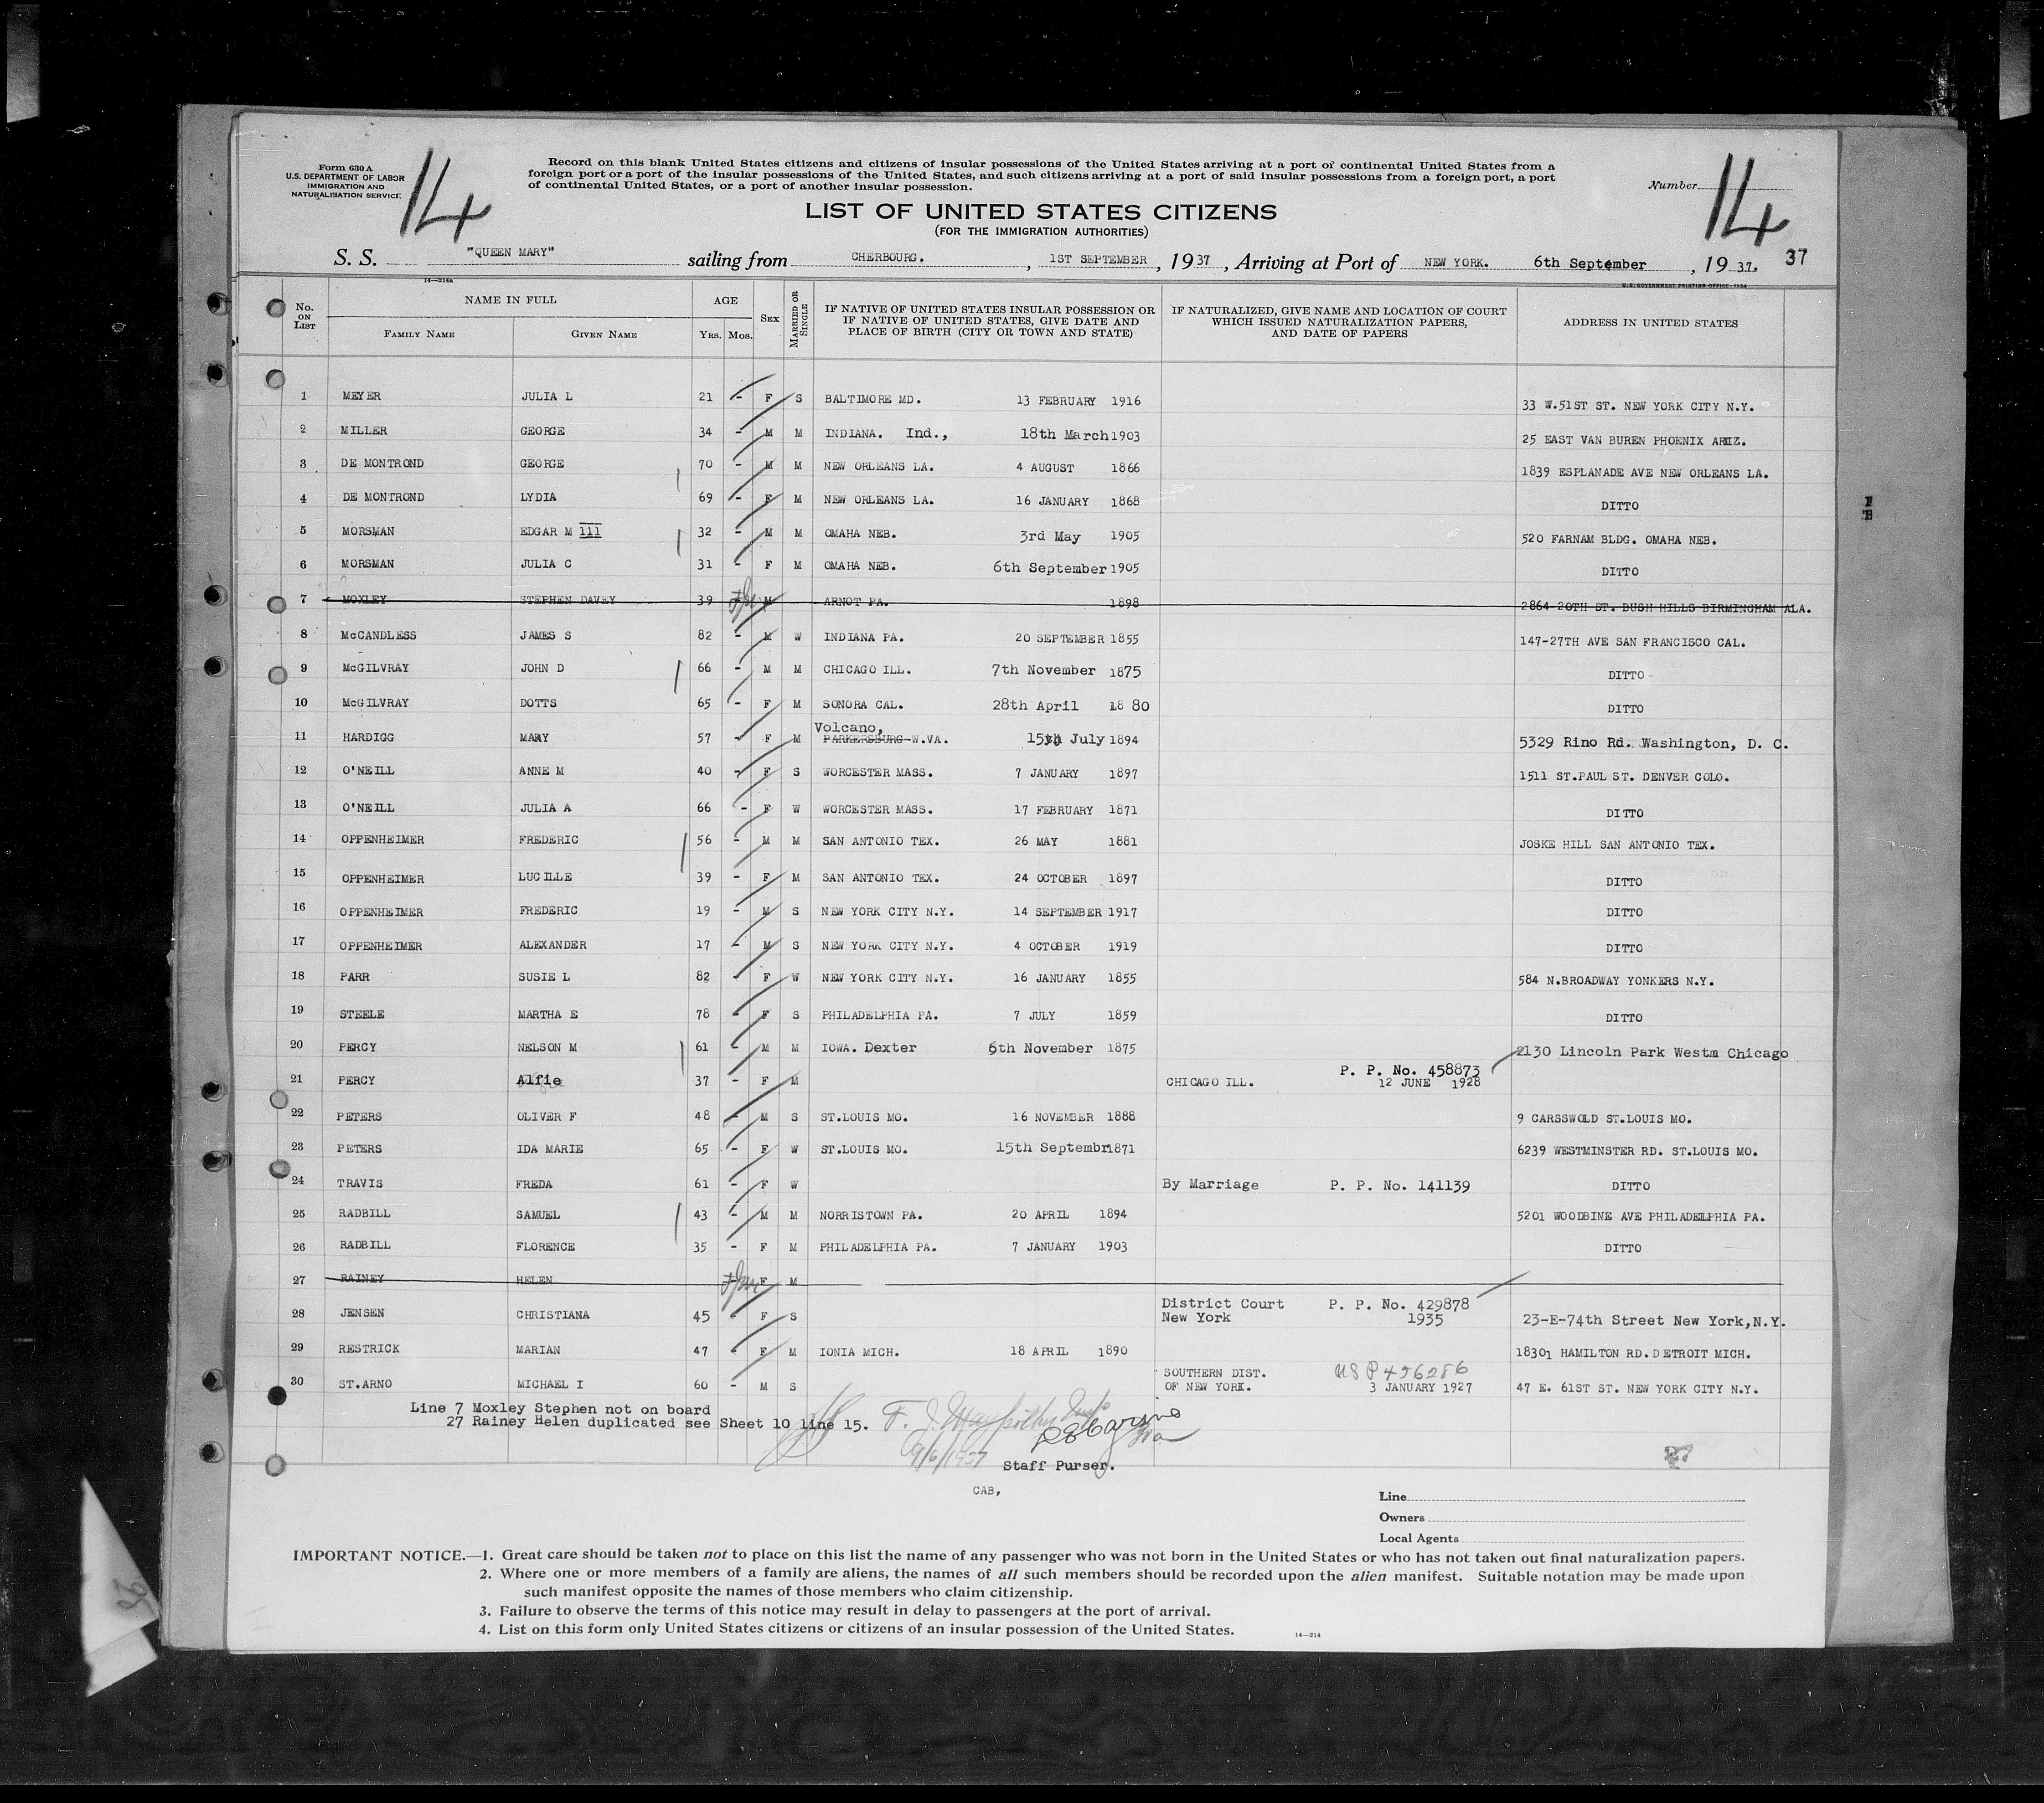 Form 630 A
U.S. DEPARTMENT OF LABOR
IMMIGRATION AND
NATURALIZATION SERVICE
14
Record on this blank United States citizens and citizens of insular possessions of the United States arriving at a port of continental United States from a
foreign port or a port of the insular possessions of the United States, and such citizens arriving at a port of said insular possessions from a foreign port, a port
of continental United States, or a port of another insular possession.
Number 14
LIST OF UNITED STATES CITIZENS
(FOR THE IMMIGRATION AUTHORITIES)
S. S. "QUEEN MARY" sailing from CHERBOURG. , 1ST SEPTEMBER , 1937 , Arriving at Port of NEW YORK. 6th September , 1937. 37
14—214a
U.S. GOVERNMENT PRINTING OFFICE : 1934
No. ON LIST NAME IN FULL FAMILY NAME GIVEN NAME AGE YRS. MOS. SEX MARRIED OR SINGLE IF NATIVE OF UNITED STATES INSULAR POSSESSION OR IF NATIVE OF UNITED STATES, GIVE DATE AND PLACE OF BIRTH (CITY OR TOWN AND STATE) IF NATURALIZED, GIVE NAME AND LOCATION OF COURT WHICH ISSUED NATURALIZATION PAPERS, AND DATE OF PAPERS ADDRESS IN UNITED STATES
1 MEYER JULIA L 21 - F S BALTIMORE MD. 13 FEBRUARY 1916 33 W.51ST ST. NEW YORK CITY N.Y.
2 MILLER GEORGE 34 - M M INDIANA. Ind., 18th March 1903 25 EAST VAN BUREN PHOENIX ARIZ.
3 DE MONTROND GEORGE 70 - M M NEW ORLEANS LA. 4 AUGUST 1866 1839 ESPLANADE AVE NEW ORLEANS LA.
4 DE MONTROND LYDIA 69 - F M NEW ORLEANS LA. 16 JANUARY 1868 DITTO
5 MORSMAN EDGAR M III 32 - M M OMAHA NEB. 3rd May 1905 520 FARNAM BLDG. OMAHA NEB.
6 MORSMAN JULIA C 31 - F M OMAHA NEB. 6th September 1905 DITTO
7 MOXLEY STEPHEN DAVEY 39 M ARNOT PA. 1898 2864 20TH ST. BUSH HILLS BIRMINGHAM ALA.
8 McCANDLESS JAMES S 82 - M W INDIANA PA. 20 SEPTEMBER 1855 147-27TH AVE SAN FRANCISCO CAL.
9 McGILVRAY JOHN D 66 - M M CHICAGO ILL. 7th November 1875 DITTO
10 McGILVRAY DOTTS 65 - F M SONORA CAL. 28th April 1880 DITTO
Volcano,
11 HARDIGG MARY 57 - F M PARKERSBURG W.VA. 15th July 1894 5329 Rino Rd. Washington, D. C.
12 O'NEILL ANNE M 40 - F S WORCESTER MASS. 7 JANUARY 1897 1511 ST.PAUL ST. DENVER COLO.
13 O'NEILL JULIA A 66 - F W WORCESTER MASS. 17 FEBRUARY 1871 DITTO
14 OPPENHEIMER FREDERIC 56 - M M SAN ANTONIO TEX. 26 MAY 1881 JOSKE HILL SAN ANTONIO TEX.
15 OPPENHEIMER LUCILLE 39 - F M SAN ANTONIO TEX. 24 OCTOBER 1897 DITTO
16 OPPENHEIMER FREDERIC 19 - M S NEW YORK CITY N.Y. 14 SEPTEMBER 1917 DITTO
17 OPPENHEIMER ALEXANDER 17 - M S NEW YORK CITY N.Y. 4 OCTOBER 1919 DITTO
18 PARR SUSIE L 82 - F W NEW YORK CITY N.Y. 16 JANUARY 1855 584 N.BROADWAY YONKERS N.Y.
19 STEELE MARTHA E 78 - F S PHILADELPHIA PA. 7 JULY 1859 DITTO
20 PERCY NELSON M 61 - M M IOWA. Dexter 6th November 1875 2130 Lincoln Park Westm Chicago
P. P. No. 458873
21 PERCY Alfie 37 - F M CHICAGO ILL. 12 JUNE 1928
22 PETERS OLIVER F 48 - M S ST.LOUIS MO. 16 NOVEMBER 1888 9 CARSSWOLD ST.LOUIS MO.
23 PETERS IDA MARIE 65 - F W ST.LOUIS MO. 15th Septembr 1871 6239 WESTMINSTER RD. ST.LOUIS MO.
24 TRAVIS FREDA 61 - F W By Marriage P. P. No. 141139 DITTO
25 RADBILL SAMUEL 43 - M M NORRISTOWN PA. 20 APRIL 1894 5201 WOODBINE AVE PHILADELPHIA PA.
26 RADBILL FLORENCE 35 - F M PHILADELPHIA PA. 7 JANUARY 1903 DITTO
27 RAINEY HELEN F M
District Court P. P. No. 429878
28 JENSEN CHRISTIANA 45 - F S New York 1935 23-E-74th Street New York,N.Y.
29 RESTRICK MARIAN 47 - F M IONIA MICH. 18 APRIL 1890 18301 HAMILTON RD. DETROIT MICH.
SOUTHERN DIST. US P 456286
30 ST.ARNO MICHAEL I 60 - M S OF NEW YORK. 3 JANUARY 1927 47 E. 61ST ST. NEW YORK CITY N.Y.
Line 7 Moxley Stephen not on board
27 Rainey Helen duplicated see Sheet 10 line 15.
9/6/1937
Staff Purser.
27
CAB,
Line
Owners
Local Agents
IMPORTANT NOTICE.—1. Great care should be taken not to place on this list the name of any passenger who was not born in the United States or who has not taken out final naturalization papers.
2. Where one or more members of a family are aliens, the names of all such members should be recorded upon the alien manifest. Suitable notation may be made upon
such manifest opposite the names of those members who claim citizenship.
3. Failure to observe the terms of this notice may result in delay to passengers at the port of arrival.
4. List on this form only United States citizens or citizens of an insular possession of the United States.
14—214